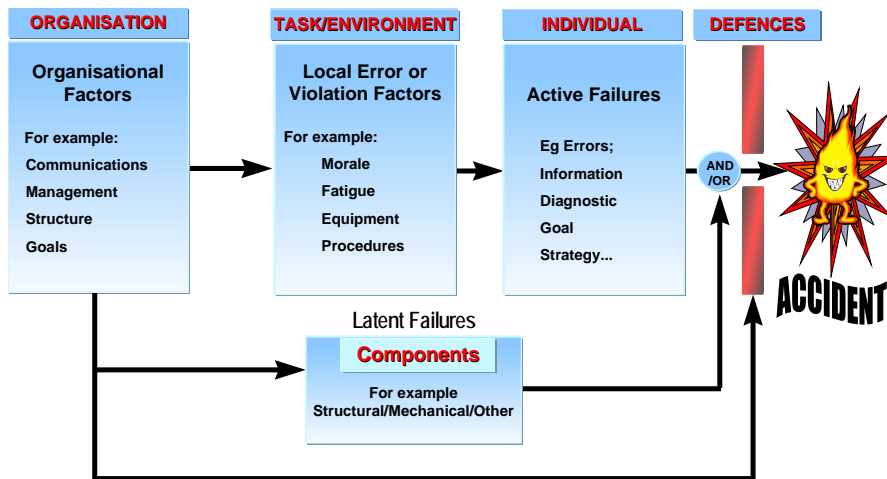 ORGANISATION
Organisational
Factors
For example:
Communications
Management
Structure
Goals
TASK/ENVIRONMENT
Local Error or
Violation Factors
For example:
Morale
Fatigue
Equipment
Procedures
INDIVIDUAL
Active Failures
Eg Errors;
Information
Diagnostic
Goal
Strategy...
DEFENCES
AND
/OR
ACCIDENT
Latent Failures
Components
For example
Structural/Mechanical/Other